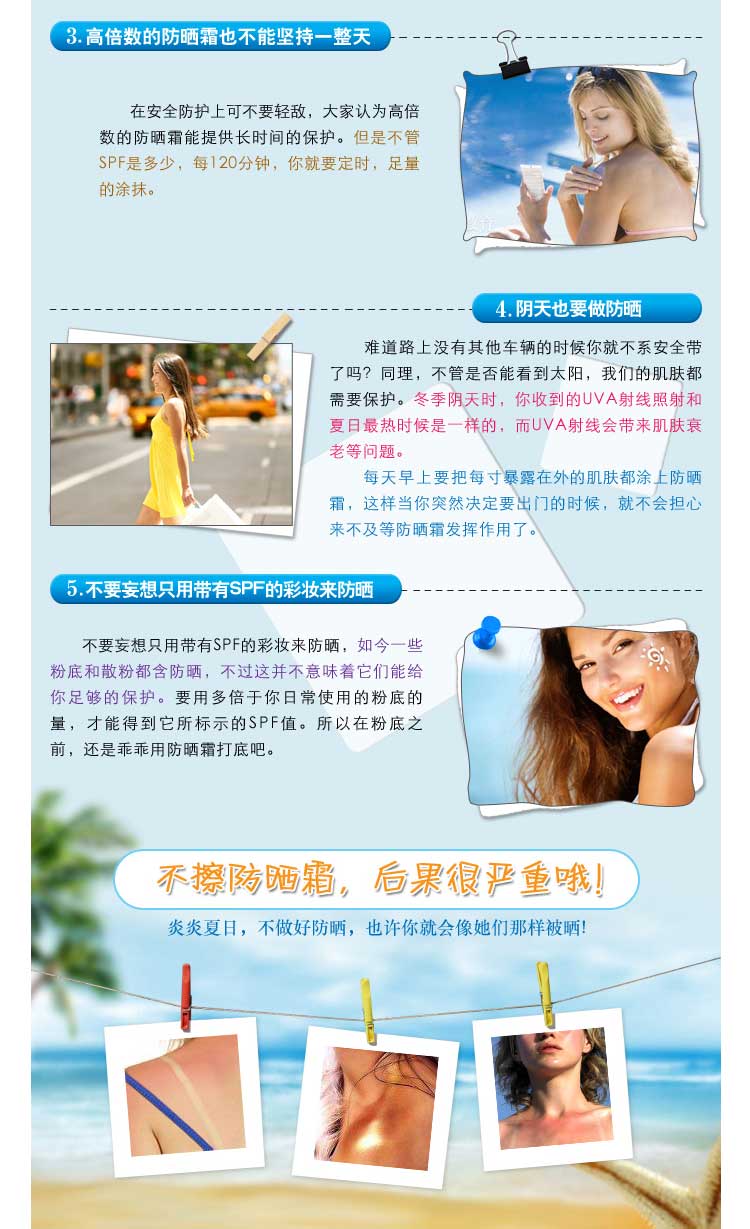 3.高倍数的防晒霜也不能坚持一整天
在安全防护上可不要轻敌，大家认为高倍
数的防晒霜能提供长时间的保护。但是不管
SPF是多少，每120分钟，你就要定时，足量
的涂抹。
4.阴天也要做防晒
难道路上没有其他车辆的时候你就不系安全带
了吗？同理，不管是否能看到太阳，我们的肌肤都
需要保护。冬季阴天时，你收到的UVA射线照射和
夏日最热时候是一样的，而UVA射线会带来肌肤衰
老等问题。
每天早上要把每寸暴露在外的肌肤都涂上防晒
霜，这样当你突然决定要出门的时候，就不会担心
来不及等防晒霜发挥作用了。
5.不要妄想只用带有SPF的彩妆来防晒
不要妄想只用带有SPF的彩妆来防晒，如今一些
粉底和散粉都含防晒，不过这并不意味着它们能给
你足够的保护。要用多倍于你日常使用的粉底的
量，才能得到它所标示的SPF值。所以在粉底之
前，还是乖乖用防晒霜打底吧。
不擦防晒霜，后果很严重哦！
炎炎夏日，不做好防晒，也许你就会像她们那样被晒!